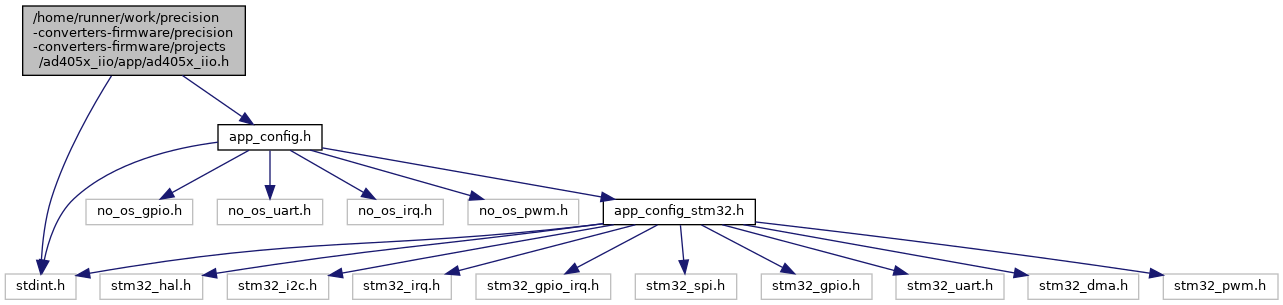 /home/runner/work/precision
-converters-firmware/precision
-converters-firmware/projects
/ad405x_iio/app/ad405x_iio.h
app_config.h
no_os_gpio.h
no_os_uart.h
no_os_irq.h
no_os_pwm.h
app_config_stm32.h
stdint.h
stm32_hal.h
stm32_i2c.h
stm32_irq.h
stm32_gpio_irq.h
stm32_spi.h
stm32_gpio.h
stm32_uart.h
stm32_dma.h
stm32_pwm.h